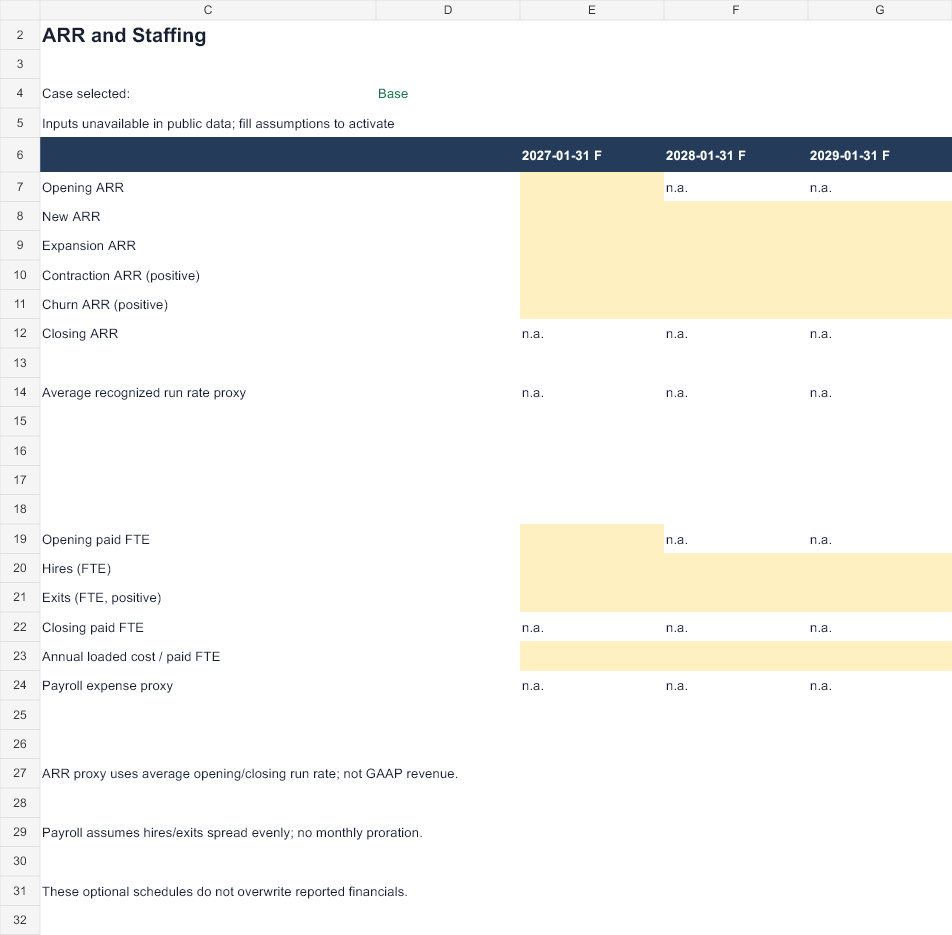 C D E F G
2 ARR and Staffing
3
4 Case selected: Base
5 Inputs unavailable in public data; fill assumptions to activate
6 2027-01-31 F 2028-01-31 F 2029-01-31 F
7 Opening ARR n.a. n.a.
8 New ARR
9 Expansion ARR
10 Contraction ARR (positive)
11 Churn ARR (positive)
12 Closing ARR n.a. n.a. n.a.
13
14 Average recognized run rate proxy n.a. n.a. n.a.
15
16
17
18
19 Opening paid FTE n.a. n.a.
20 Hires (FTE)
21 Exits (FTE, positive)
22 Closing paid FTE n.a. n.a. n.a.
23 Annual loaded cost / paid FTE
24 Payroll expense proxy n.a. n.a. n.a.
25
26
27 ARR proxy uses average opening/closing run rate; not GAAP revenue.
28
29 Payroll assumes hires/exits spread evenly; no monthly proration.
30
31 These optional schedules do not overwrite reported financials.
32